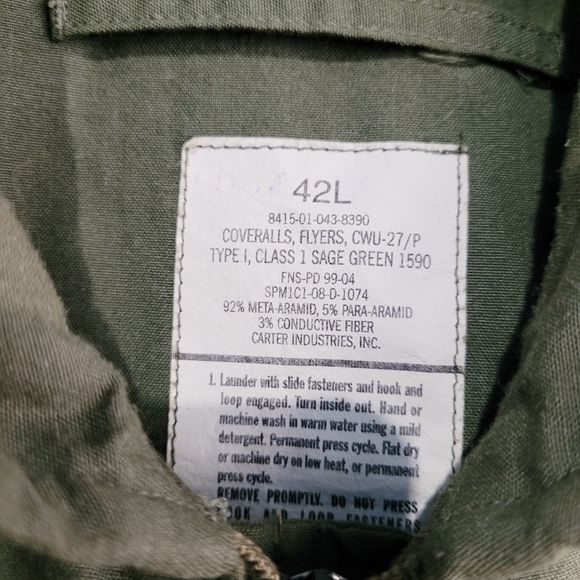 42L
8415-01-043-8390
COVERALLS, FLYERS, CWU-27/P
TYPE I, CLASS 1 SAGE GREEN 1590
FNS-PD 99-04
SPM1C1-08-D-1074
92% META-ARAMID, 5% PARA-ARAMID
3% CONDUCTIVE FIBER
CARTER INDUSTRIES, INC.
1. Launder with slide fasteners and hook and
loop engaged. Turn inside out. Hand or
machine wash in warm water using a mild
detergent. Permanent press cycle. Flat dry
or machine dry on low heat, or permanent
press cycle.
REMOVE PROMPTLY. DO NOT PRESS
AND LOOP FASTENERS